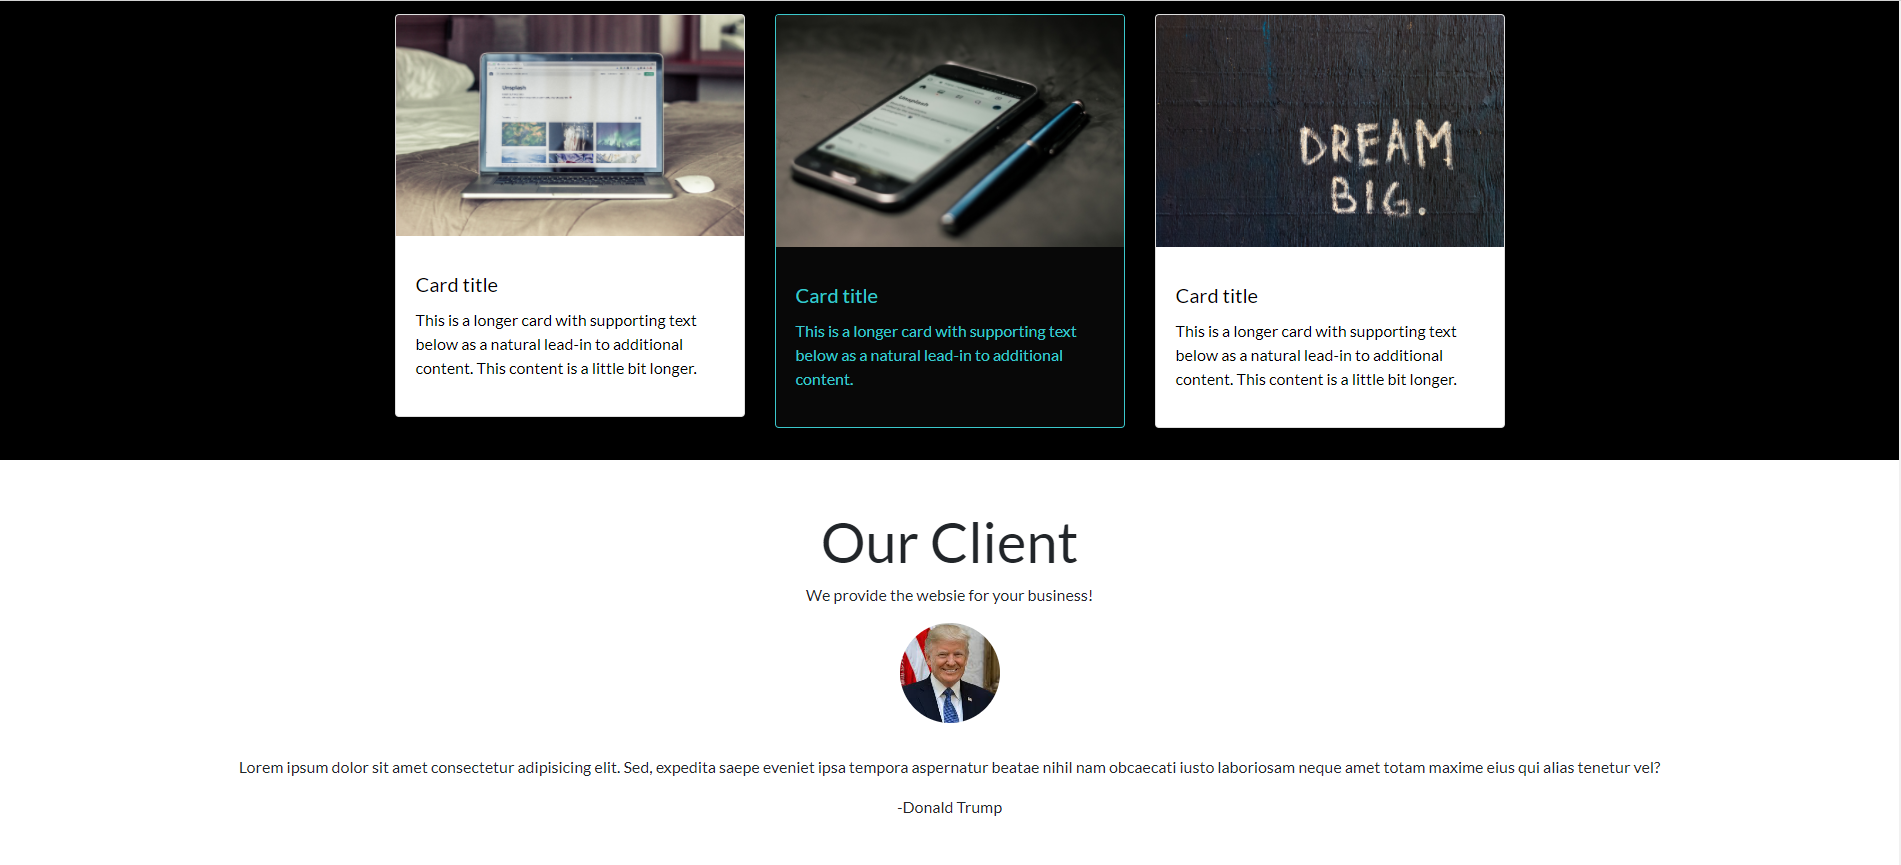 Unsplash
Unsplash
DREAM
BIG.
Card title
This is a longer card with supporting text
below as a natural lead-in to additional
content. This content is a little bit longer.
Card title
This is a longer card with supporting text
below as a natural lead-in to additional
content.
Card title
This is a longer card with supporting text
below as a natural lead-in to additional
content. This content is a little bit longer.
Our Client
We provide the websie for your business!
Lorem ipsum dolor sit amet consectetur adipisicing elit. Sed, expedita saepe eveniet ipsa tempora aspernatur beatae nihil nam obcaecati iusto laboriosam neque amet totam maxime eius qui alias tenetur vel?
-Donald Trump